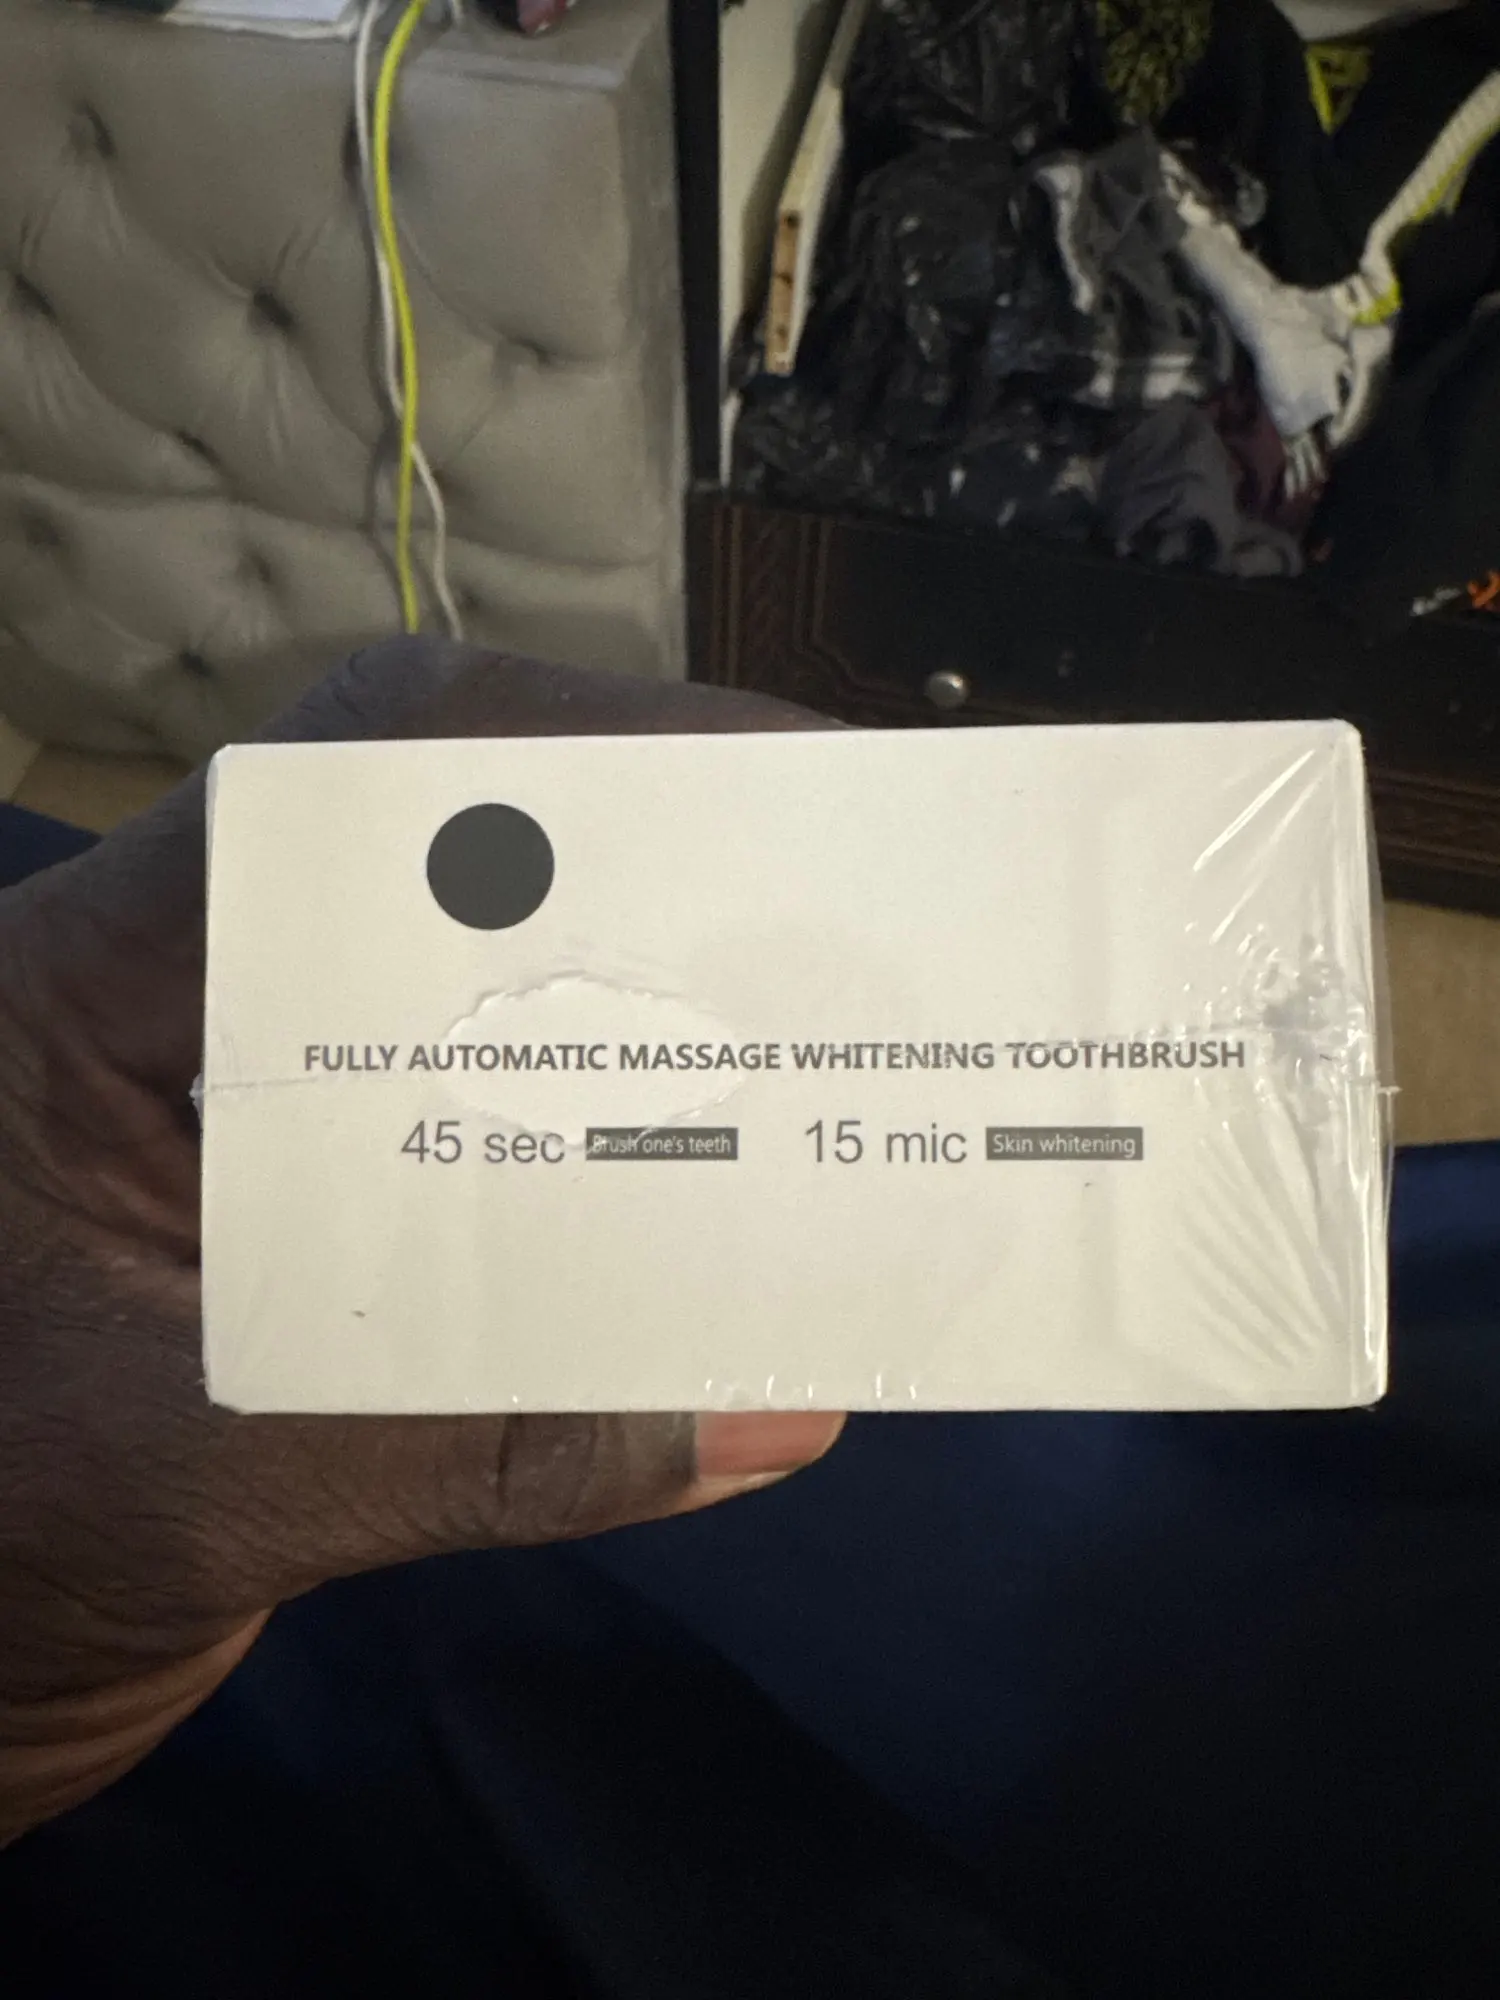 FULLY AUTOMATIC MASSAGE WHITENING TOOTHBRUSH
45 sec Brush one's teeth 15 mic Skin whitening